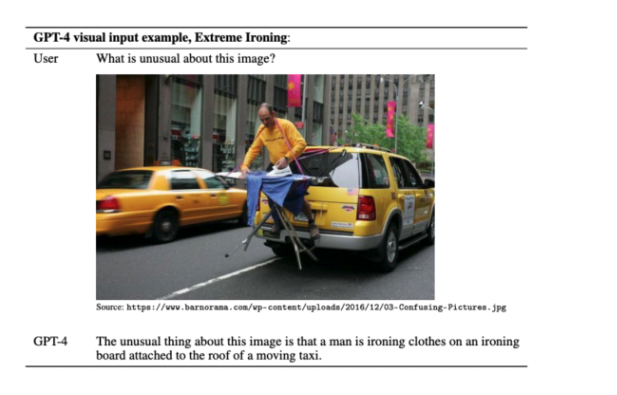 GPT-4 visual input example, Extreme Ironing:
User What is unusual about this image?
Source: https://www.barnorama.com/wp-content/uploads/2016/12/03-Confusing-Pictures.jpg
GPT-4 The unusual thing about this image is that a man is ironing clothes on an ironing
board attached to the roof of a moving taxi.